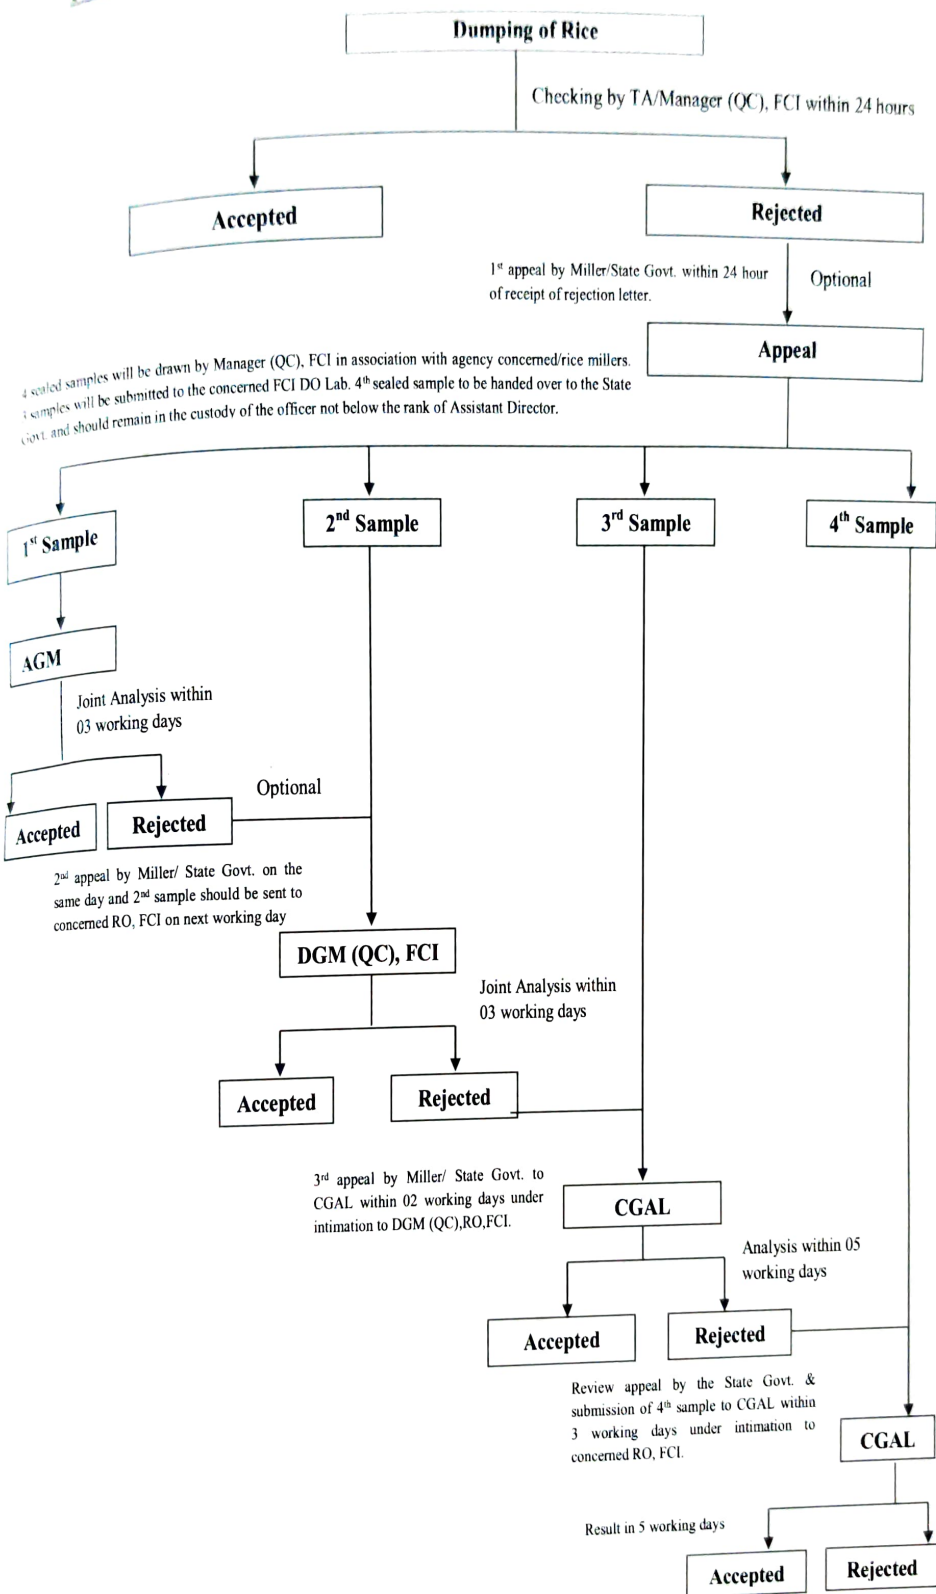 Dumping of Rice
Checking by TA/Manager (QC), FCI within 24 hours
Accepted
Rejected
1st appeal by Miller/State Govt. within 24 hour
of receipt of rejection letter.
Optional
Appeal
4 sealed samples will be drawn by Manager (QC), FCI in association with agency concerned/rice millers.
3 samples will be submitted to the concerned FCI DO Lab. 4th sealed sample to be handed over to the State
Govt. and should remain in the custody of the officer not below the rank of Assistant Director.
1st Sample
2nd Sample
3rd Sample
4th Sample
AGM
Joint Analysis within
03 working days
Optional
Accepted
Rejected
2nd appeal by Miller/ State Govt. on the
same day and 2nd sample should be sent to
concerned RO, FCI on next working day
DGM (QC), FCI
Joint Analysis within
03 working days
Accepted
Rejected
3rd appeal by Miller/ State Govt. to
CGAL within 02 working days under
intimation to DGM (QC),RO,FCI.
CGAL
Analysis within 05
working days
Accepted
Rejected
Review appeal by the State Govt. &
submission of 4th sample to CGAL within
3 working days under intimation to
concerned RO, FCI.
CGAL
Result in 5 working days
Accepted
Rejected